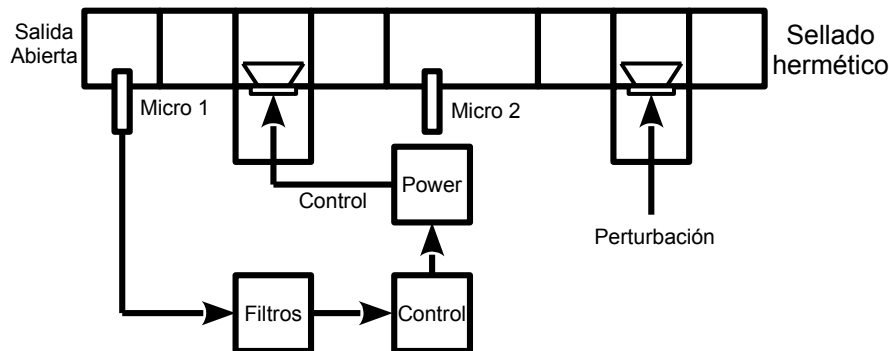 Salida
Abierta
Sellado
hermético
Micro 1
Micro 2
Power
Control
Perturbación
Filtros
Control